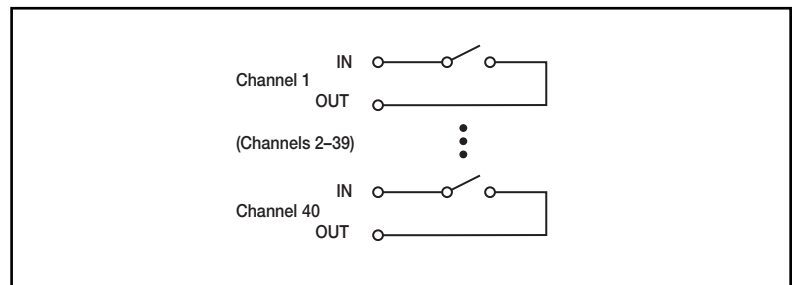 IN
Channel 1
OUT
(Channels 2–39)
IN
Channel 40
OUT